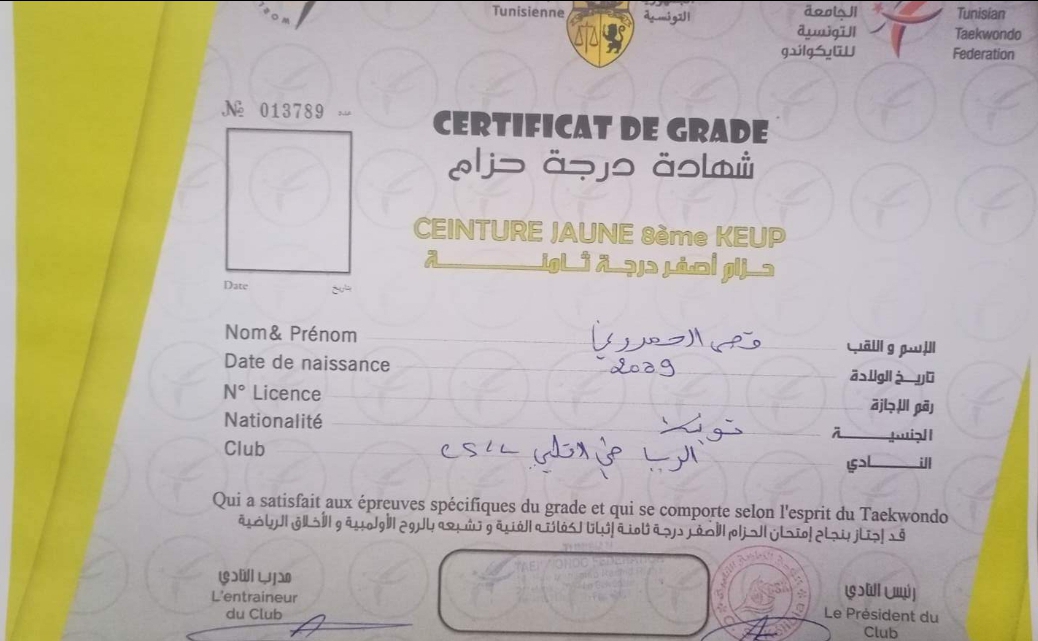 Tunisienne
التونسية
الجامعة
التونسية
للتايكواندو
Tunisian
Taekwondo
Federation
№ 013789
CERTIFICAT DE GRADE
شهادة درجة حزام
CEINTURE JAUNE 8ème KEUP
حزام أصفر درجة ثامنة
Date تاريخ
Nom& Prénom الإسم و اللقب
Date de naissance 2009 تاريخ الولادة
N° Licence رقم الإجازة
Nationalité الجنسية
Club النادي
Qui a satisfait aux épreuves spécifiques du grade et qui se comporte selon l'esprit du Taekwondo
قد إجتاز بنجاح إمتحان الحزام الأصفر درجة ثامنة إثباتا لكفائته الفنية و تشبعه بالروح الأولمبية و الأخلاق الرياضية
مدرب النادي
L'entraineur
du Club
رئيس النادي
Le Président du
Club